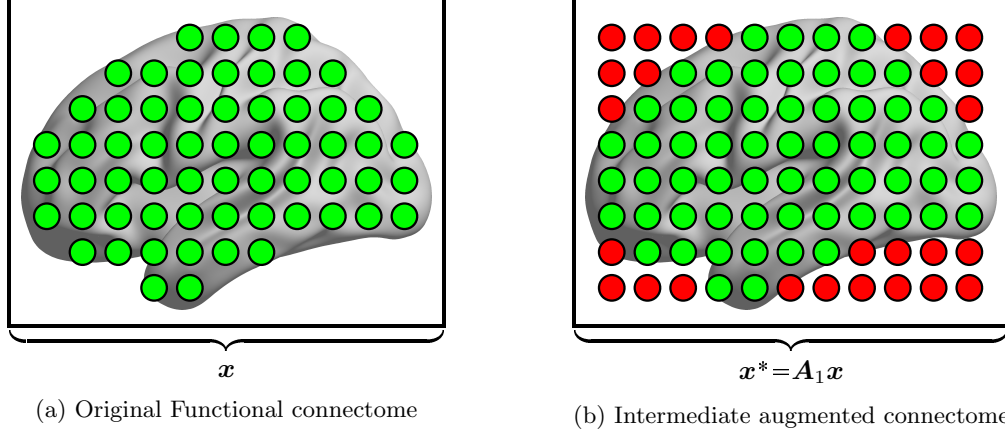 x
x*=A₁x
(a) Original Functional connectome
(b) Intermediate augmented connectome